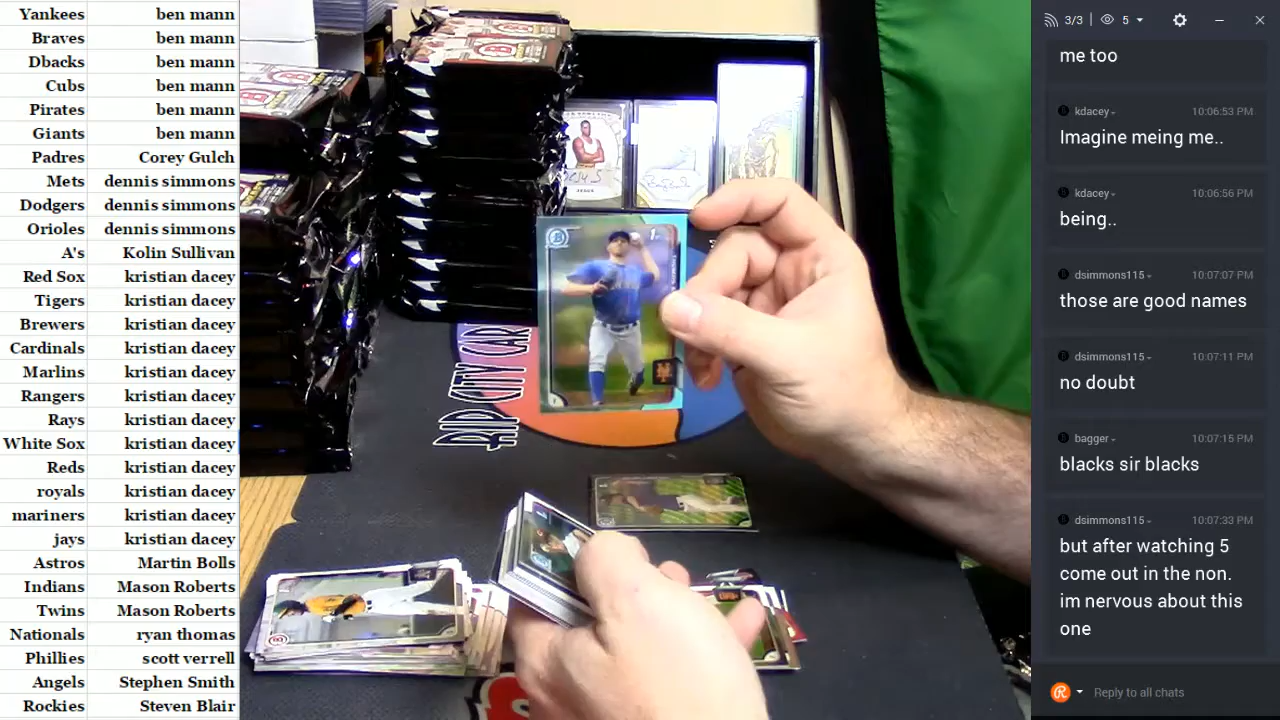 Yankees ben mann
Braves ben mann
Dbacks ben mann
Cubs ben mann
Pirates ben mann
Giants ben mann
Padres Corey Gulch
Mets dennis simmons
Dodgers dennis simmons
Orioles dennis simmons
A's Kolin Sullivan
Red Sox kristian dacey
Tigers kristian dacey
Brewers kristian dacey
Cardinals kristian dacey
Marlins kristian dacey
Rangers kristian dacey
Rays kristian dacey
White Sox kristian dacey
Reds kristian dacey
royals kristian dacey
mariners kristian dacey
jays kristian dacey
Astros Martin Bolls
Indians Mason Roberts
Twins Mason Roberts
Nationals ryan thomas
Phillies scott verrell
Angels Stephen Smith
Rockies Steven Blair
RIP CITY CAR
3/3 5
me too
kdacey 10:06:53 PM
Imagine meing me..
kdacey 10:06:56 PM
being..
dsimmons115 10:07:07 PM
those are good names
dsimmons115 10:07:11 PM
no doubt
bagger 10:07:15 PM
blacks sir blacks
dsimmons115 10:07:33 PM
but after watching 5
come out in the non.
im nervous about this
one
Reply to all chats